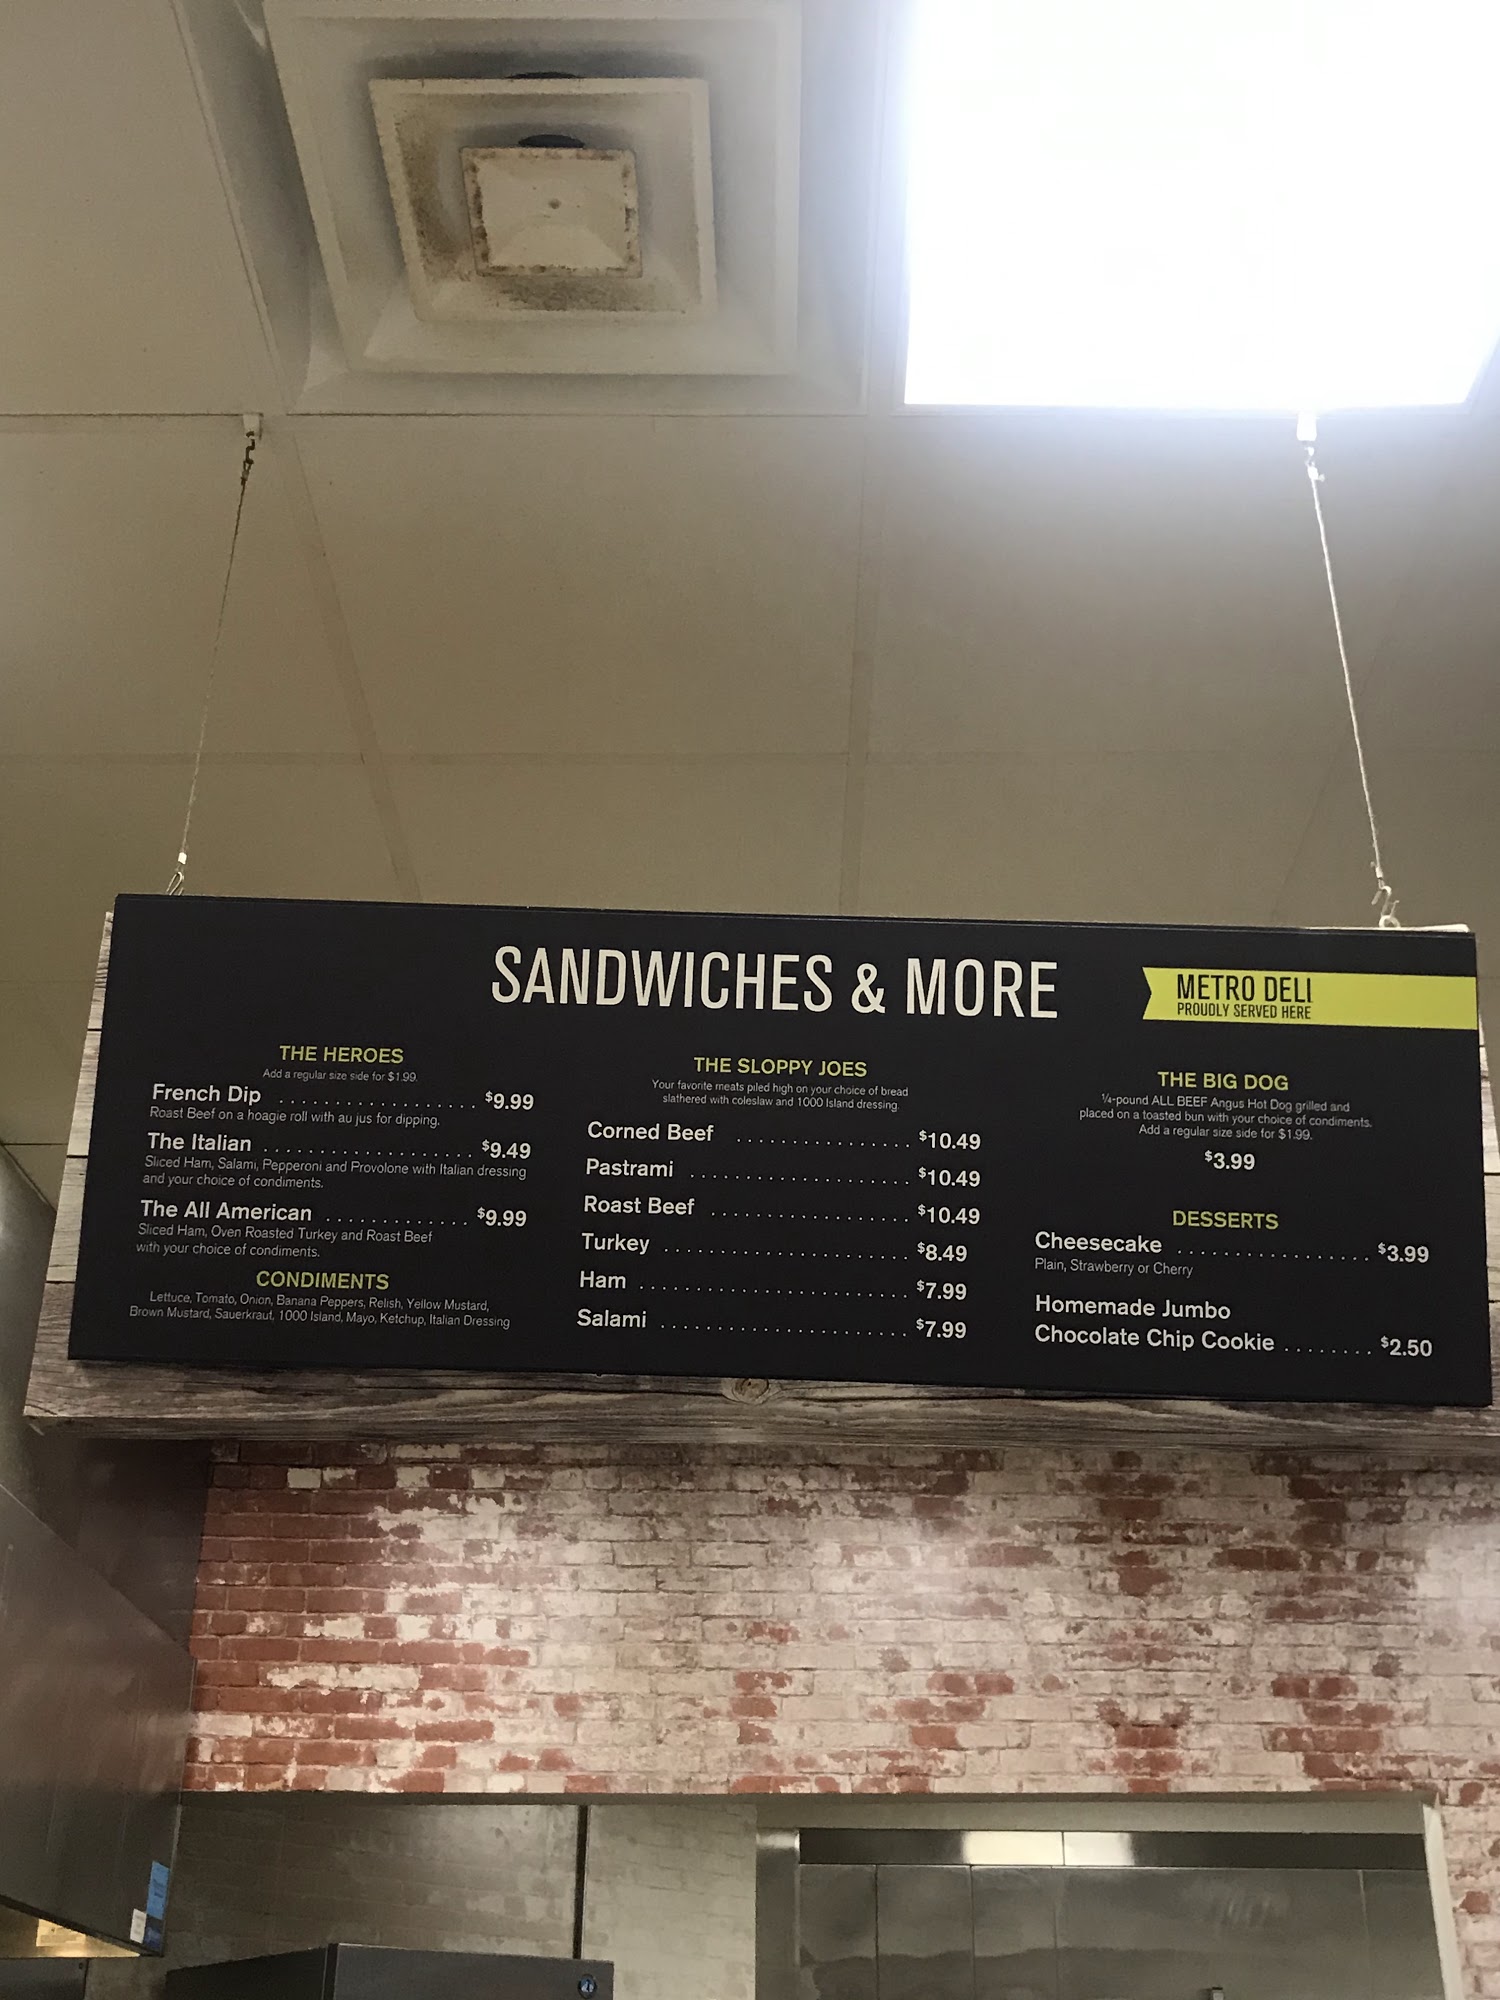 SANDWICHES & MORE
METRO DELI
PROUDLY SERVED HERE
THE HEROES
Add a regular size side for $1.99.
French Dip . . . . . . . . . . . . . . . . . . $9.99
Roast Beef on a hoagie roll with au jus for dipping.
The Italian . . . . . . . . . . . . . . . . . . . $9.49
Sliced Ham, Salami, Pepperoni and Provolone with Italian dressing
and your choice of condiments.
The All American . . . . . . . . . . . . . $9.99
Sliced Ham, Oven Roasted Turkey and Roast Beef
with your choice of condiments.
CONDIMENTS
Lettuce, Tomato, Onion, Banana Peppers, Relish, Yellow Mustard,
Brown Mustard, Sauerkraut, 1000 Island, Mayo, Ketchup, Italian Dressing
THE SLOPPY JOES
Your favorite meats piled high on your choice of bread
slathered with coleslaw and 1000 Island dressing.
Corned Beef . . . . . . . . . . . . . . . . $10.49
Pastrami . . . . . . . . . . . . . . . . . . . . $10.49
Roast Beef . . . . . . . . . . . . . . . . . . $10.49
Turkey . . . . . . . . . . . . . . . . . . . . . . $8.49
Ham . . . . . . . . . . . . . . . . . . . . . . . . $7.99
Salami . . . . . . . . . . . . . . . . . . . . . . $7.99
THE BIG DOG
¼-pound ALL BEEF Angus Hot Dog grilled and
placed on a toasted bun with your choice of condiments.
Add a regular size side for $1.99.
$3.99
DESSERTS
Cheesecake . . . . . . . . . . . . . . . . . $3.99
Plain, Strawberry or Cherry
Homemade Jumbo
Chocolate Chip Cookie . . . . . . . . $2.50